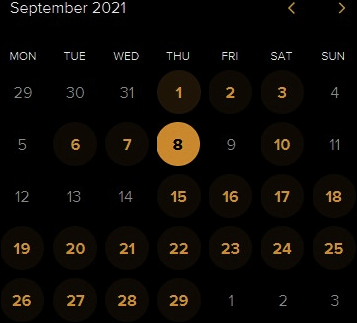 September 2021
MON TUE WED THU FRI SAT SUN
29 30 31 1 2 3 4
5 6 7 8 9 10 11
12 13 14 15 16 17 18
19 20 21 22 23 24 25
26 27 28 29 1 2 3